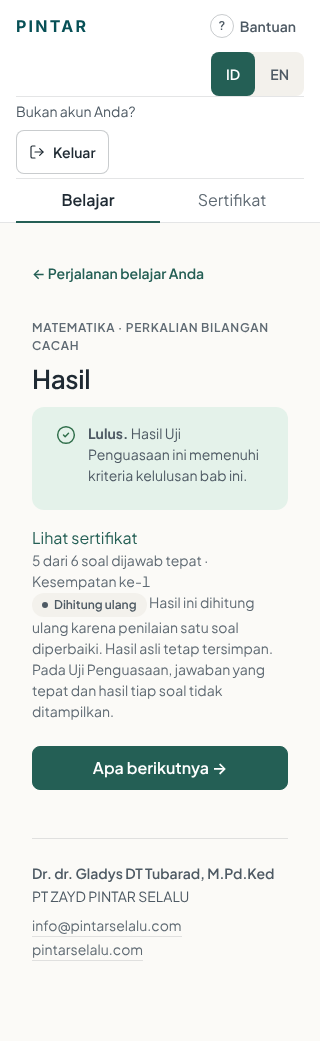 PINTAR
? Bantuan
ID EN
Bukan akun Anda?
Keluar
Belajar Sertifikat
← Perjalanan belajar Anda
MATEMATIKA · PERKALIAN BILANGAN
CACAH
Hasil
Lulus. Hasil Uji
Penguasaan ini memenuhi
kriteria kelulusan bab ini.
Lihat sertifikat
5 dari 6 soal dijawab tepat ·
Kesempatan ke-1
Dihitung ulang Hasil ini dihitung
ulang karena penilaian satu soal
diperbaiki. Hasil asli tetap tersimpan.
Pada Uji Penguasaan, jawaban yang
tepat dan hasil tiap soal tidak
ditampilkan.
Apa berikutnya →
Dr. dr. Gladys DT Tubarad, M.Pd.Ked
PT ZAYD PINTAR SELALU
info@pintarselalu.com
pintarselalu.com